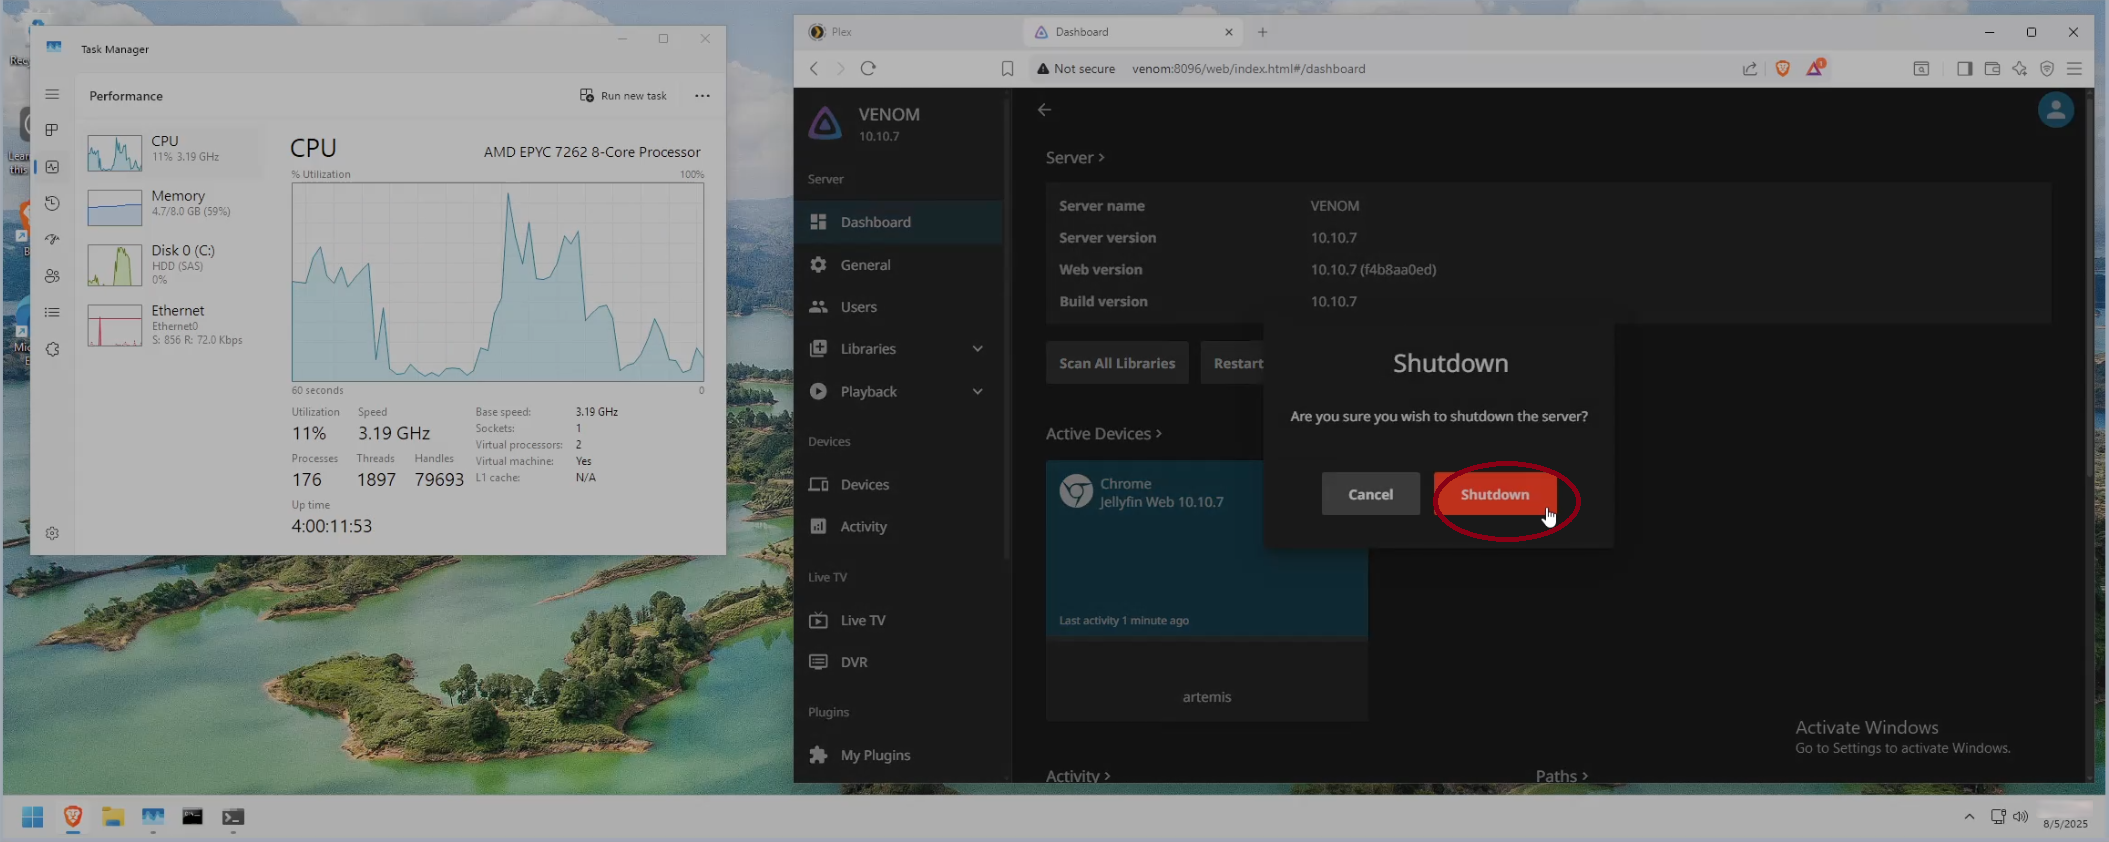 Task Manager
Performance
Run new task
CPU
11% 3.19 GHz
Memory
4.7/8.0 GB (59%)
Disk 0 (C:)
HDD (SAS)
0%
Ethernet
Ethernet0
S: 856 R: 72.0 Kbps
CPU
AMD EPYC 7262 8-Core Processor
% Utilization
100%
60 seconds
0
Utilization
Speed
11%
3.19 GHz
Processes
Threads
Handles
176
1897
79693
Up time
4:00:11:53
Base speed:
3.19 GHz
Sockets:
1
Virtual processors:
2
Virtual machine:
Yes
L1 cache:
N/A
Plex
Dashboard
Not secure
venom:8096/web/index.html#/dashboard
1
VENOM
10.10.7
Server
Dashboard
General
Users
Libraries
Playback
Devices
Devices
Activity
Live TV
Live TV
DVR
Plugins
My Plugins
Server
Server name
VENOM
Server version
10.10.7
Web version
10.10.7 (f4b8aa0ed)
Build version
10.10.7
Scan All Libraries
Restart
Active Devices
Chrome
Jellyfin Web 10.10.7
Last activity 1 minute ago
artemis
Activity
Paths
Shutdown
Are you sure you wish to shutdown the server?
Cancel
Shutdown
Activate Windows
Go to Settings to activate Windows.
8/5/2025